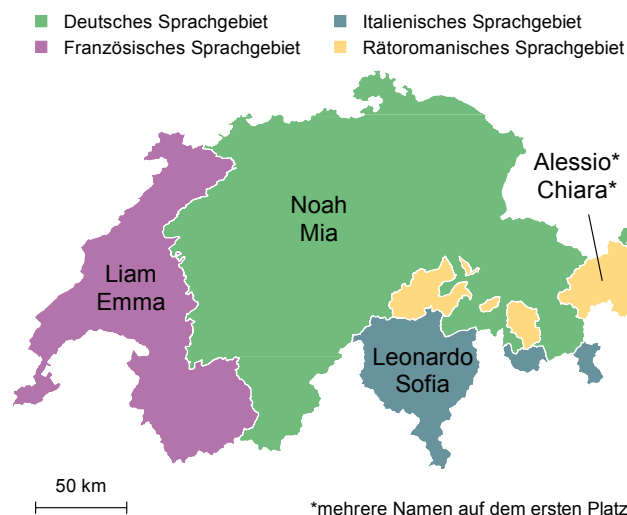 Deutsches Sprachgebiet
Französisches Sprachgebiet
Italienisches Sprachgebiet
Rätoromanisches Sprachgebiet
Alessio*
Chiara*
Noah
Mia
Liam
Emma
Leonardo
Sofia
50 km
*mehrere Namen auf dem ersten Platz